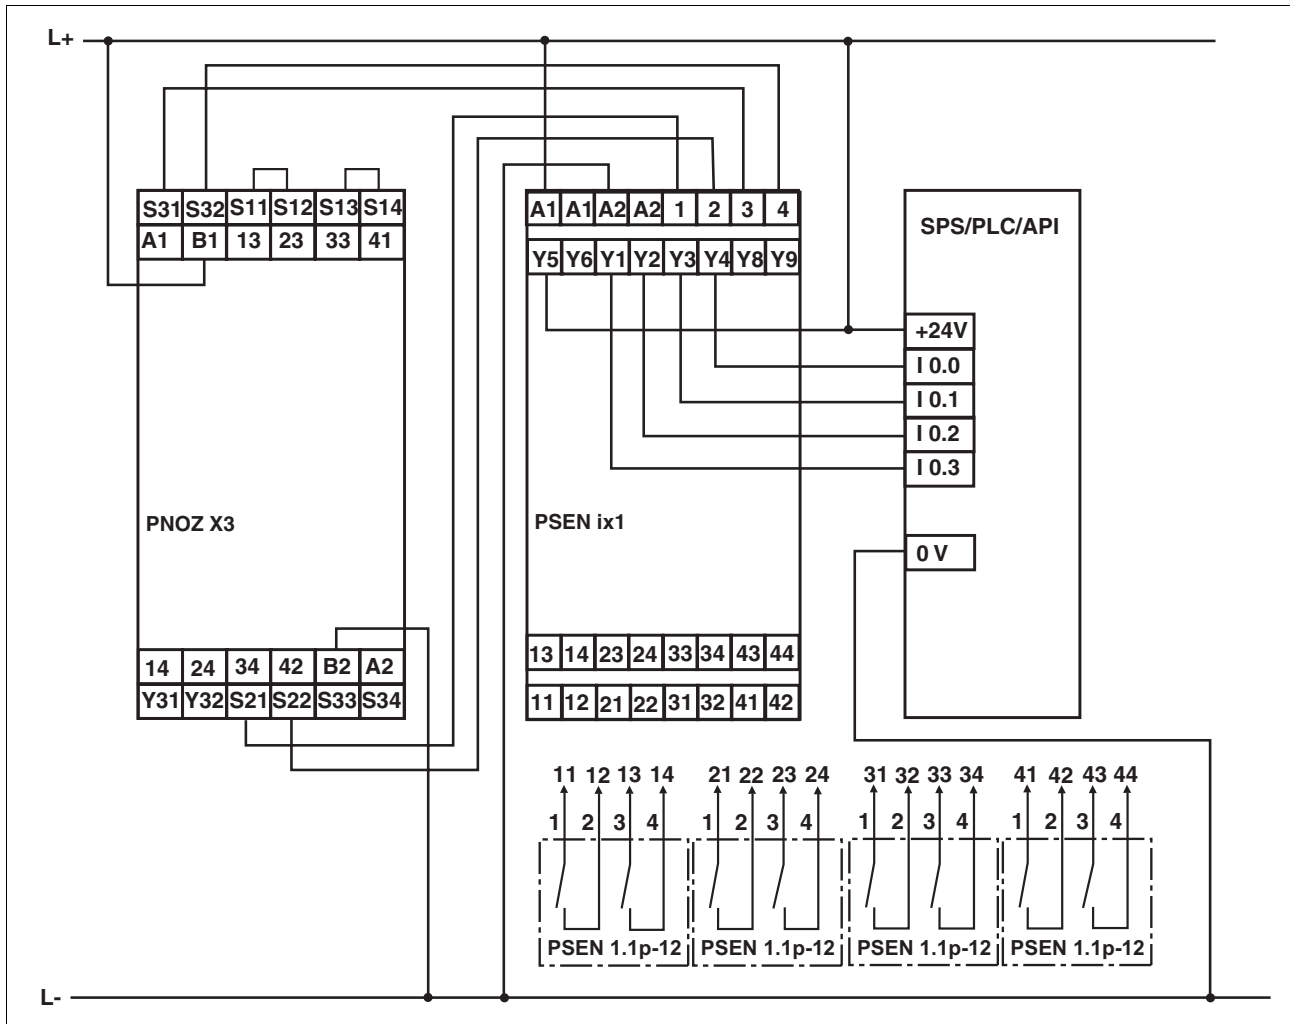 L+
S31 S32 S11 S12 S13 S14
A1 B1 13 23 33 41
A1 A1 A2 A2 1 2 3 4
Y5 Y6 Y1 Y2 Y3 Y4 Y8 Y9
SPS/PLC/API
+24V
I 0.0
I 0.1
I 0.2
I 0.3
0 V
PNOZ X3
PSEN ix1
14 24 34 42 B2 A2
Y31 Y32 S21 S22 S33 S34
13 14 23 24 33 34 43 44
11 12 21 22 31 32 41 42
11 12 13 14 21 22 23 24 31 32 33 34 41 42 43 44
1 2 3 4 1 2 3 4 1 2 3 4 1 2 3 4
PSEN 1.1p-12 PSEN 1.1p-12 PSEN 1.1p-12 PSEN 1.1p-12
L-